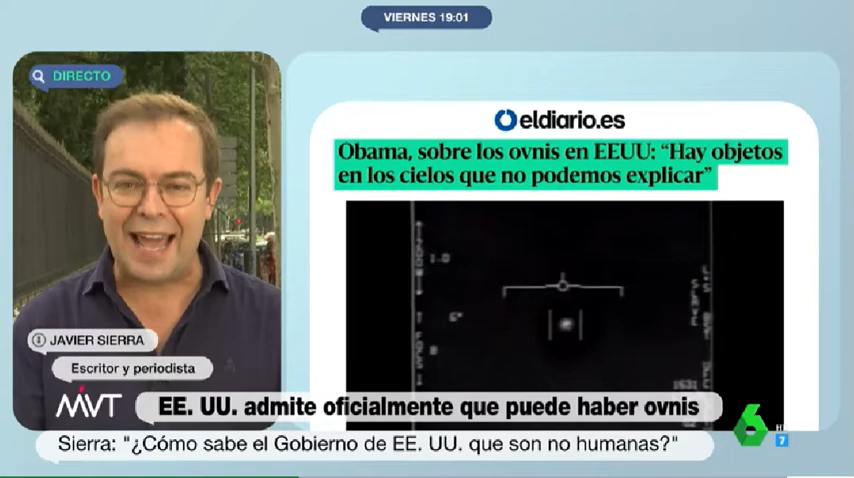 VIERNES 19:01
DIRECTO
eldiario.es
Obama, sobre los ovnis en EEUU: “Hay objetos
en los cielos que no podemos explicar”
JAVIER SIERRA
Escritor y periodista
MVT
EE. UU. admite oficialmente que puede haber ovnis
Sierra: "¿Cómo sabe el Gobierno de EE. UU. que son no humanas?"
6
7